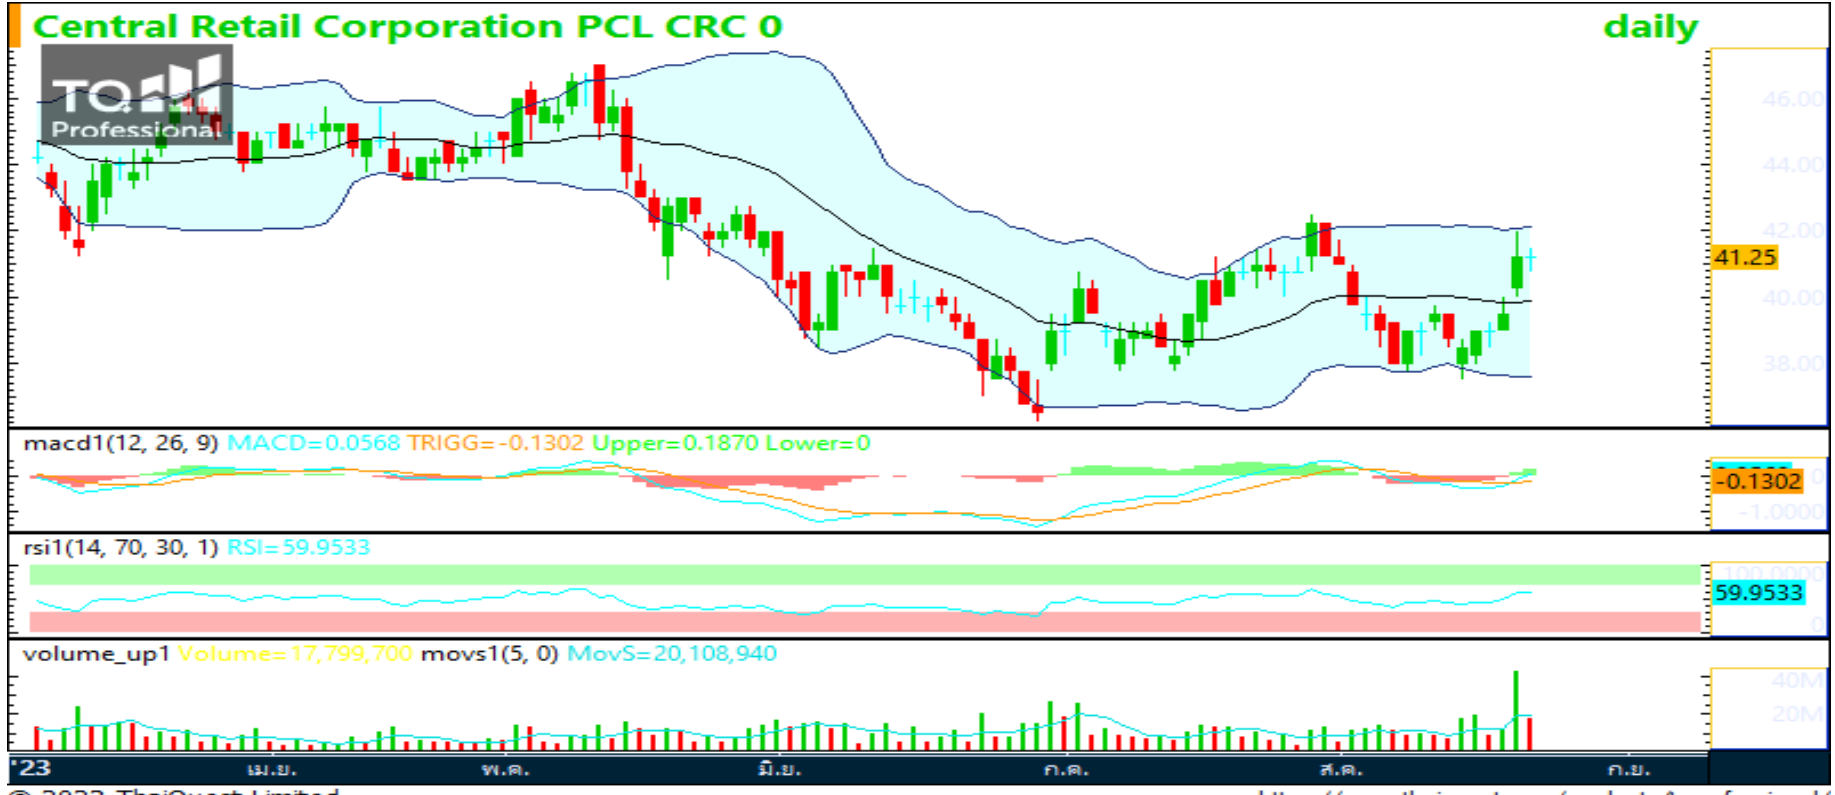 Central Retail Corporation PCL CRC 0 daily
TQ
Professional
46.00
44.00
42.00
41.25
40.00
38.00
macd1(12, 26, 9) MACD=0.0568 TRIGG=-0.1302 Upper=0.1870 Lower=0
0
-0.1302
-1.0000
rsi1(14, 70, 30, 1) RSI=59.9533
100.0000
59.9533
0
volume_up1 Volume=17,799,700 movs1(5, 0) MovS=20,108,940
40M
20M
'23 เม.ย. พ.ค. มิ.ย. ก.ค. ส.ค. ก.ย.